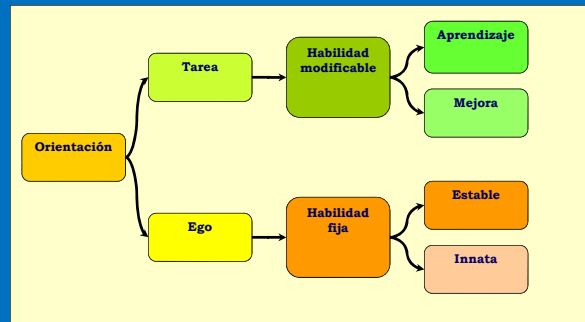 Orientación
Tarea
Habilidad
modificable
Aprendizaje
Mejora
Ego
Habilidad
fija
Estable
Innata